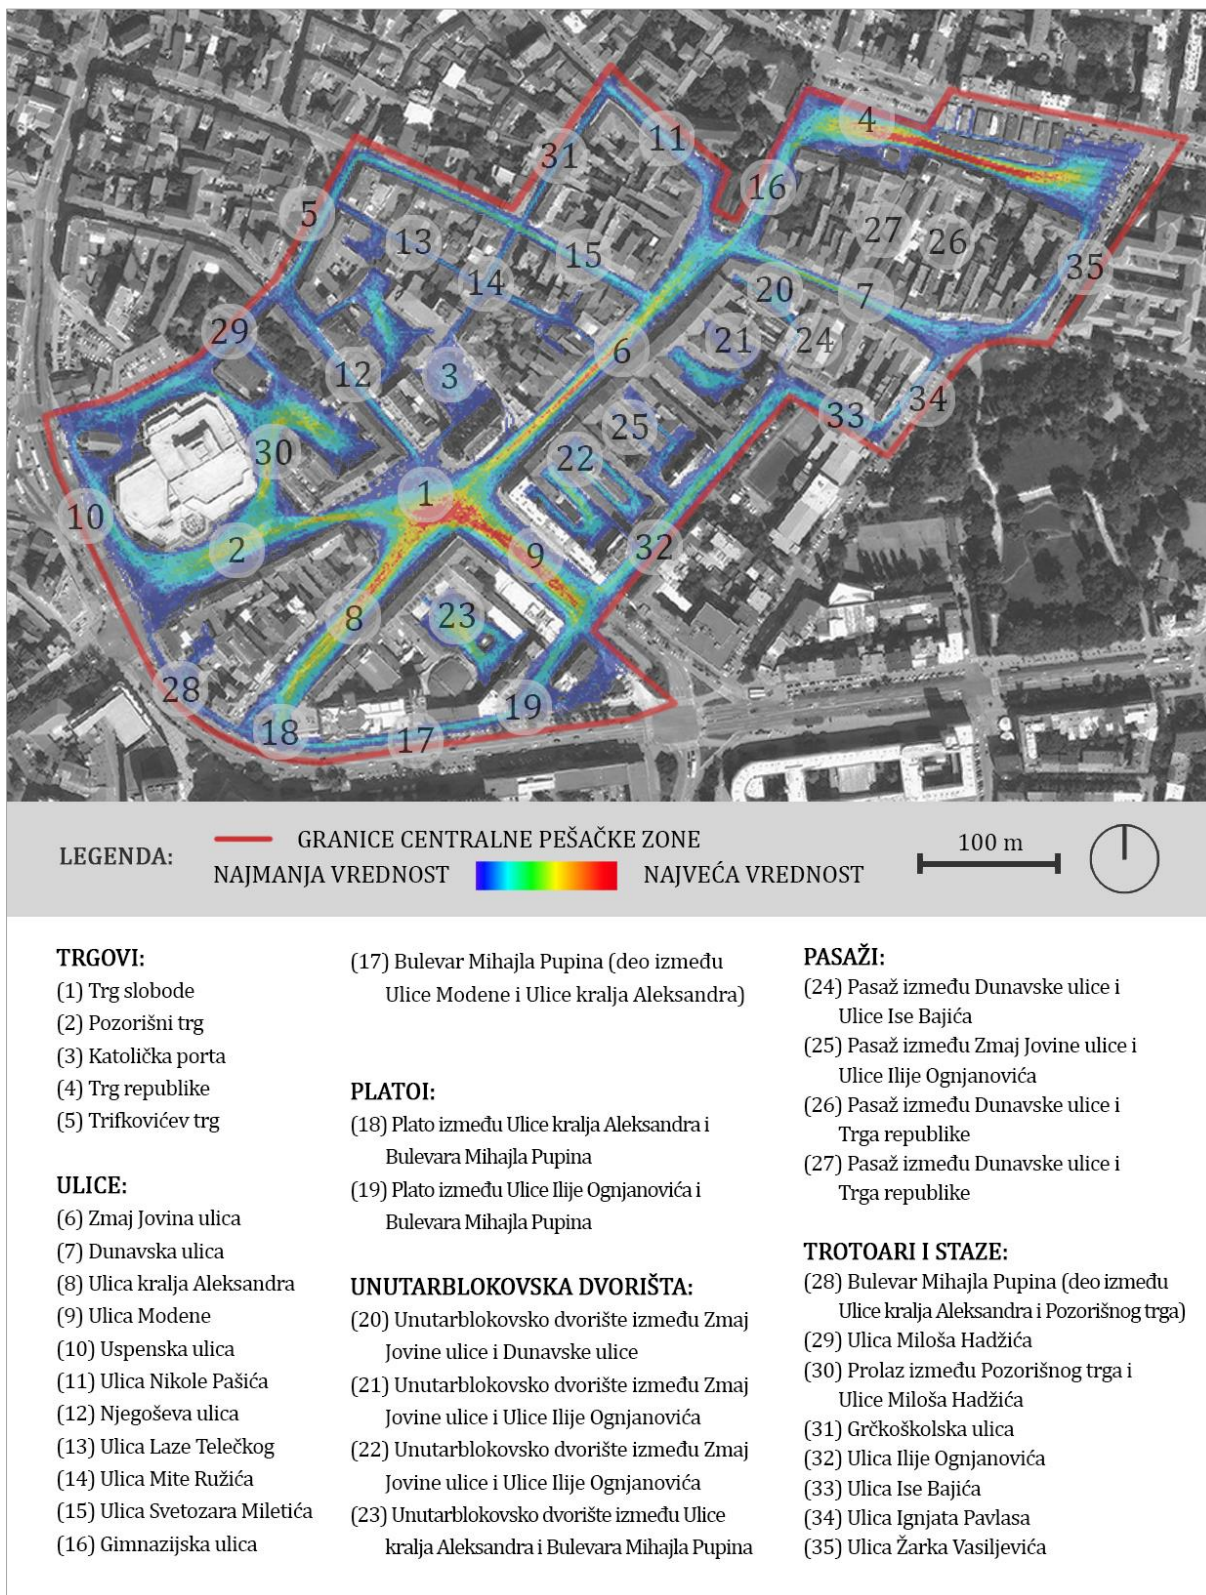 4
11
31
16
5
27
26
13
15
35
14
20
7
29
21
24
6
12
3
34
25
33
30
22
1
10
2
9
32
8
23
28
19
18
17
LEGENDA:
GRANICE CENTRALNE PEŠAČKE ZONE
NAJMANJA VREDNOST
NAJVEĆA VREDNOST
100 m
TRGOVI:
(1) Trg slobode
(2) Pozorišni trg
(3) Katolička porta
(4) Trg republike
(5) Trifkovićev trg
ULICE:
(6) Zmaj Jovina ulica
(7) Dunavska ulica
(8) Ulica kralja Aleksandra
(9) Ulica Modene
(10) Uspenska ulica
(11) Ulica Nikole Pašića
(12) Njegoševa ulica
(13) Ulica Laze Telečkog
(14) Ulica Mite Ružića
(15) Ulica Svetozara Miletića
(16) Gimnazijska ulica
(17) Bulevar Mihajla Pupina (deo između
Ulice Modene i Ulice kralja Aleksandra)
PLATOI:
(18) Plato između Ulice kralja Aleksandra i
Bulevara Mihajla Pupina
(19) Plato između Ulice Ilije Ognjanovića i
Bulevara Mihajla Pupina
UNUTARBLOKOVSKA DVORIŠTA:
(20) Unutarblokovsko dvorište između Zmaj
Jovine ulice i Dunavske ulice
(21) Unutarblokovsko dvorište između Zmaj
Jovine ulice i Ulice Ilije Ognjanovića
(22) Unutarblokovsko dvorište između Zmaj
Jovine ulice i Ulice Ilije Ognjanovića
(23) Unutarblokovsko dvorište između Ulice
kralja Aleksandra i Bulevara Mihajla Pupina
PASAŽI:
(24) Pasaž između Dunavske ulice i
Ulice Ise Bajića
(25) Pasaž između Zmaj Jovine ulice i
Ulice Ilije Ognjanovića
(26) Pasaž između Dunavske ulice i
Trga republike
(27) Pasaž između Dunavske ulice i
Trga republike
TROTOARI I STAZE:
(28) Bulevar Mihajla Pupina (deo između
Ulice kralja Aleksandra i Pozorišnog trga)
(29) Ulica Miloša Hadžića
(30) Prolaz između Pozorišnog trga i
Ulice Miloša Hadžića
(31) Grčkoškolska ulica
(32) Ulica Ilije Ognjanovića
(33) Ulica Ise Bajića
(34) Ulica Ignjata Pavlasa
(35) Ulica Žarka Vasiljevića